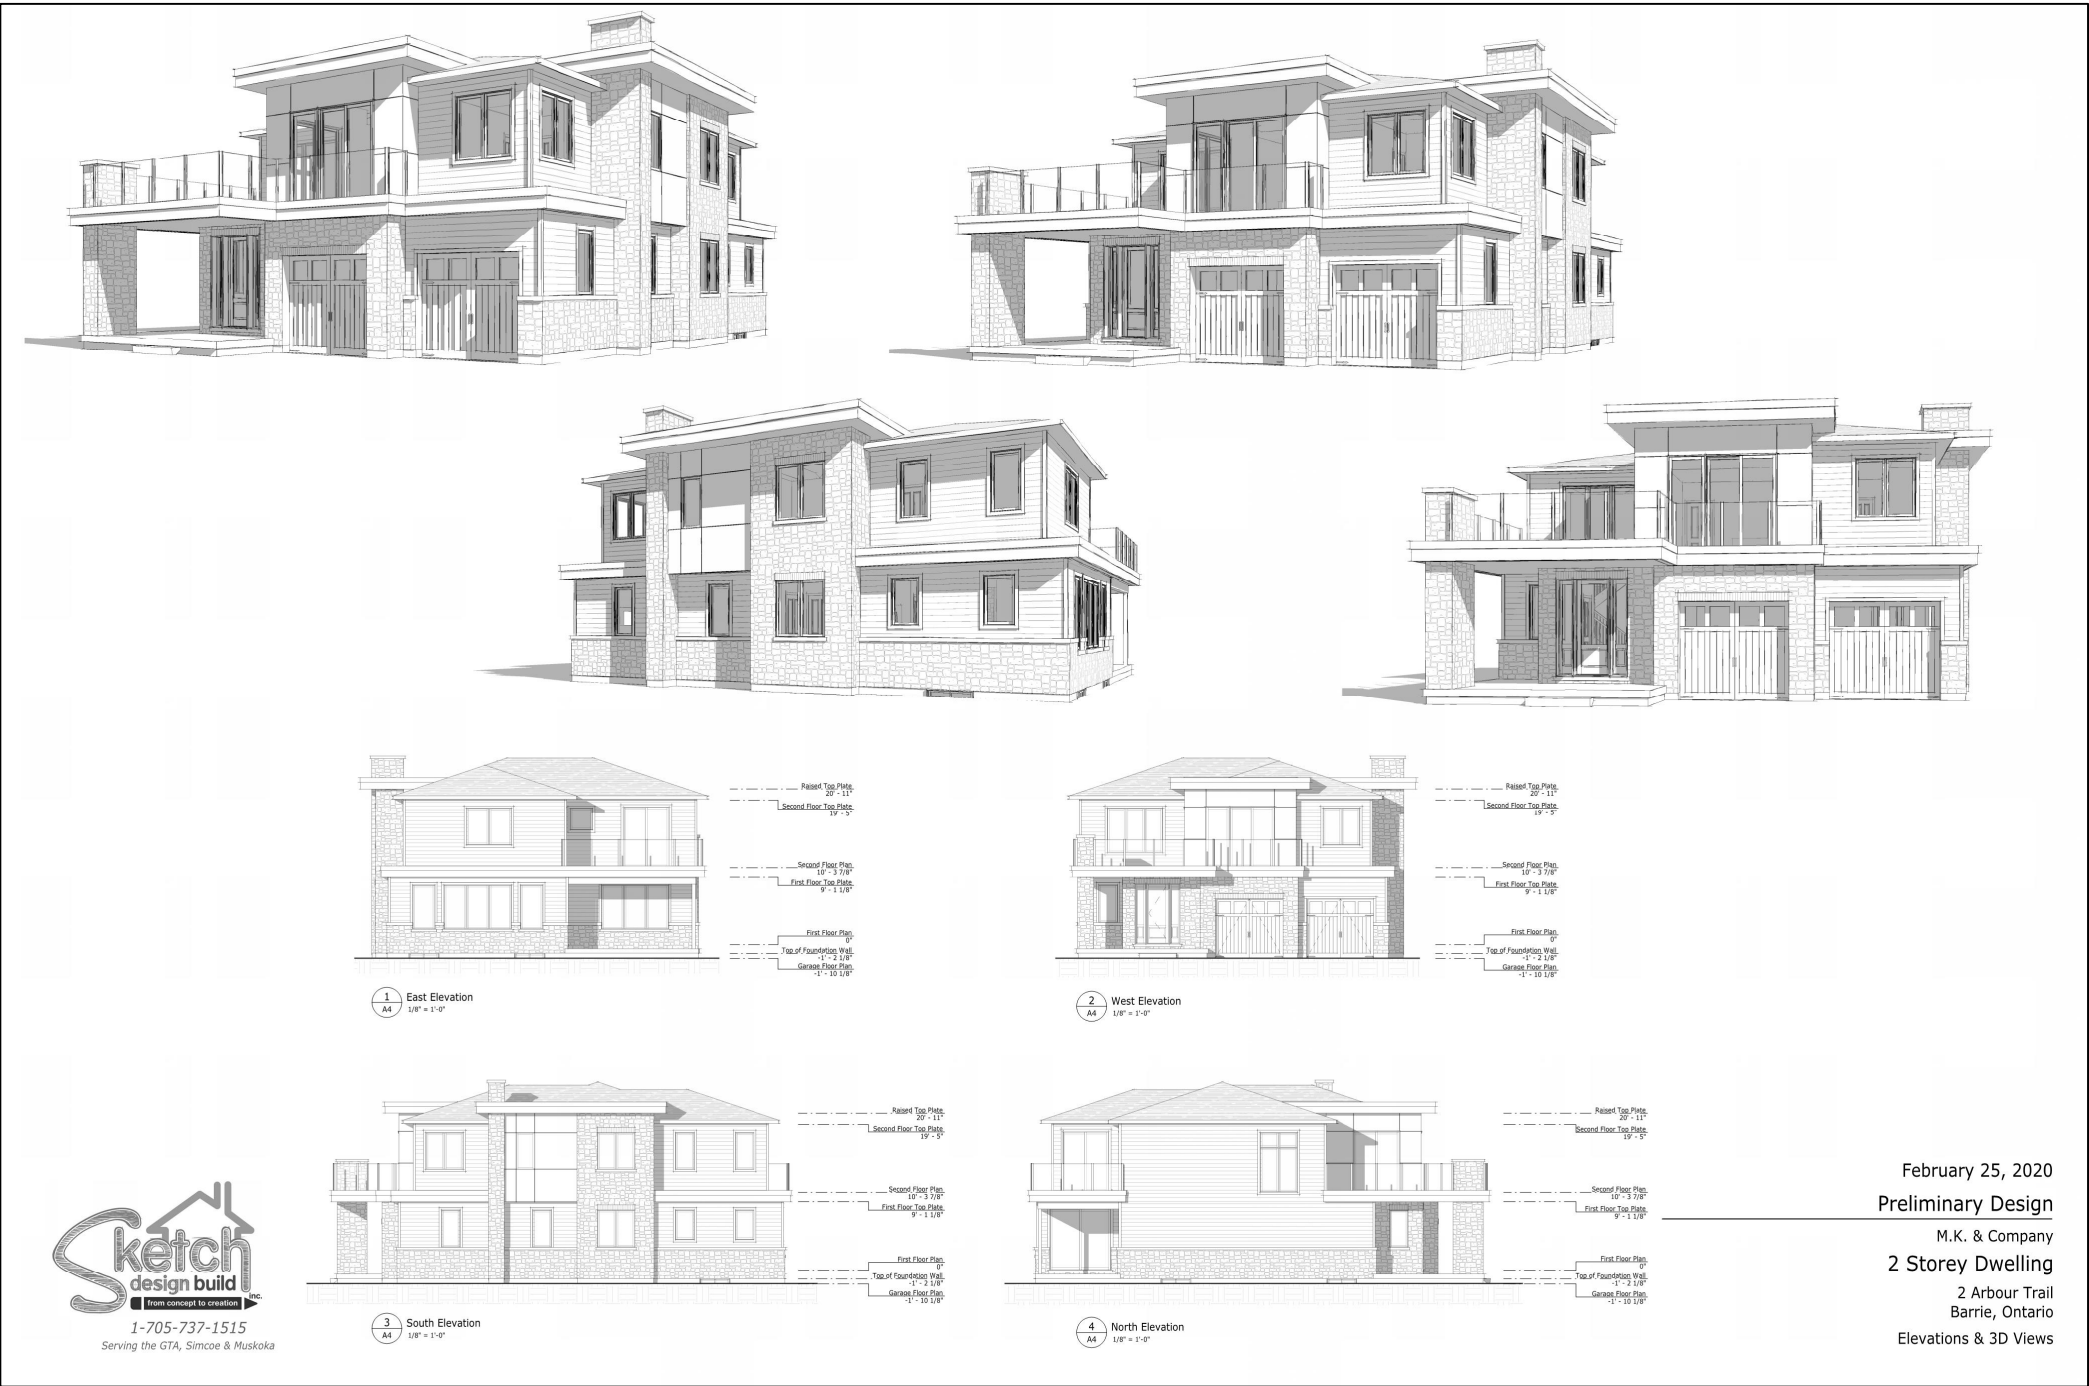 Raised Top Plate
20' - 11"
Second Floor Top Plate
19' - 5"
Second Floor Plan
10' - 3 7/8"
First Floor Top Plate
9' - 1 1/8"
First Floor Plan
0"
Top of Foundation Wall
-1' - 2 1/8"
Garage Floor Plan
-1' - 10 1/8"
1
A4
East Elevation
1/8" = 1'-0"
Raised Top Plate
20' - 11"
Second Floor Top Plate
19' - 5"
Second Floor Plan
10' - 3 7/8"
First Floor Top Plate
9' - 1 1/8"
First Floor Plan
0"
Top of Foundation Wall
-1' - 2 1/8"
Garage Floor Plan
-1' - 10 1/8"
2
A4
West Elevation
1/8" = 1'-0"
Raised Top Plate
20' - 11"
Second Floor Top Plate
19' - 5"
Second Floor Plan
10' - 3 7/8"
First Floor Top Plate
9' - 1 1/8"
First Floor Plan
0"
Top of Foundation Wall
-1' - 2 1/8"
Garage Floor Plan
-1' - 10 1/8"
3
A4
South Elevation
1/8" = 1'-0"
Raised Top Plate
20' - 11"
Second Floor Top Plate
19' - 5"
Second Floor Plan
10' - 3 7/8"
First Floor Top Plate
9' - 1 1/8"
First Floor Plan
0"
Top of Foundation Wall
-1' - 2 1/8"
Garage Floor Plan
-1' - 10 1/8"
4
A4
North Elevation
1/8" = 1'-0"
Sketch
design build
inc.
from concept to creation
1-705-737-1515
Serving the GTA, Simcoe & Muskoka
February 25, 2020
Preliminary Design
M.K. & Company
2 Storey Dwelling
2 Arbour Trail
Barrie, Ontario
Elevations & 3D Views